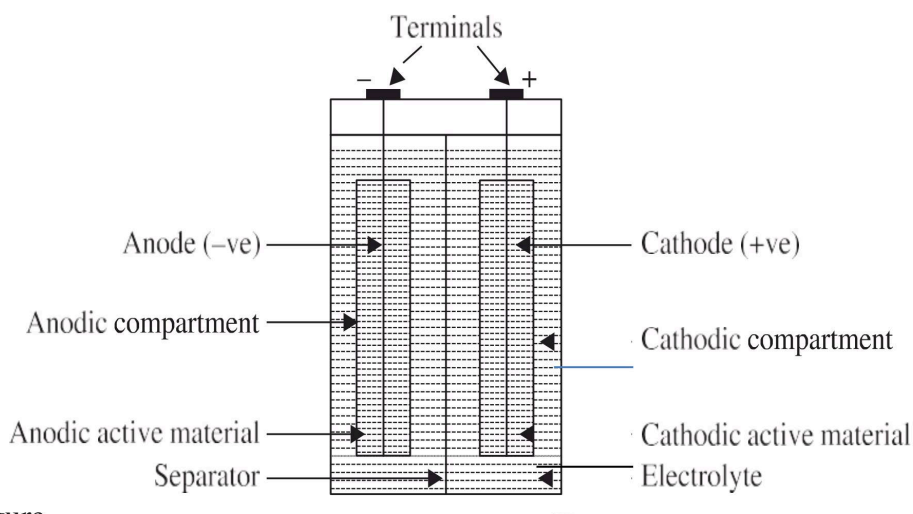 Terminals
– +
Anode (–ve) Cathode (+ve)
Anodic compartment
Cathodic compartment
Anodic active material Cathodic active material
Separator Electrolyte